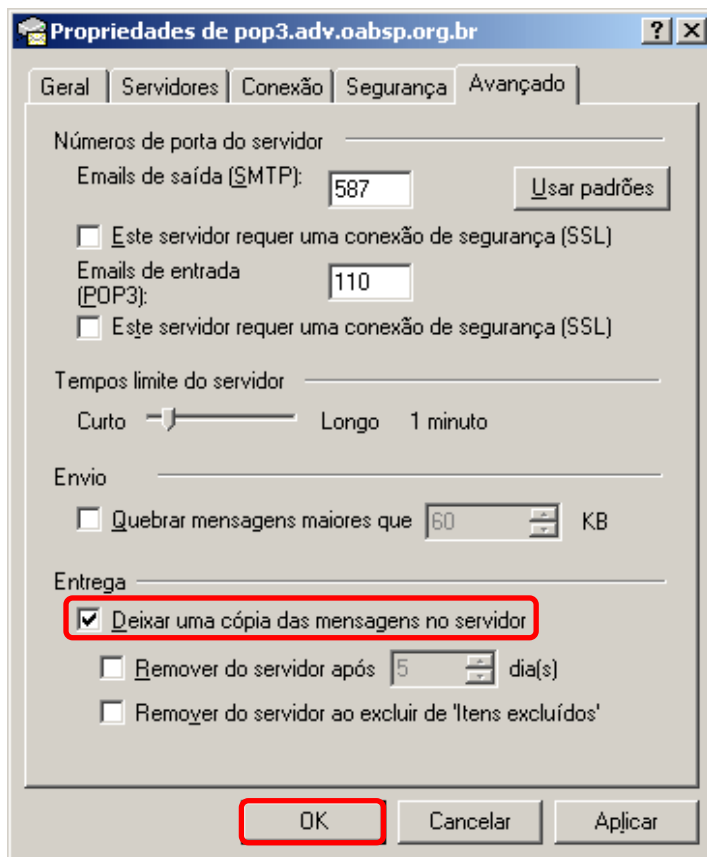 Propriedades de pop3.adv.oabsp.org.br
Geral Servidores Conexão Segurança Avançado
Números de porta do servidor
Emails de saída (SMTP): 587 Usar padrões
Este servidor requer uma conexão de segurança (SSL)
Emails de entrada
(POP3): 110
Este servidor requer uma conexão de segurança (SSL)
Tempos limite do servidor
Curto Longo 1 minuto
Envio
Quebrar mensagens maiores que 60 KB
Entrega
Deixar uma cópia das mensagens no servidor
Remover do servidor após 5 dia(s)
Remover do servidor ao excluir de 'Itens excluídos'
OK Cancelar Aplicar